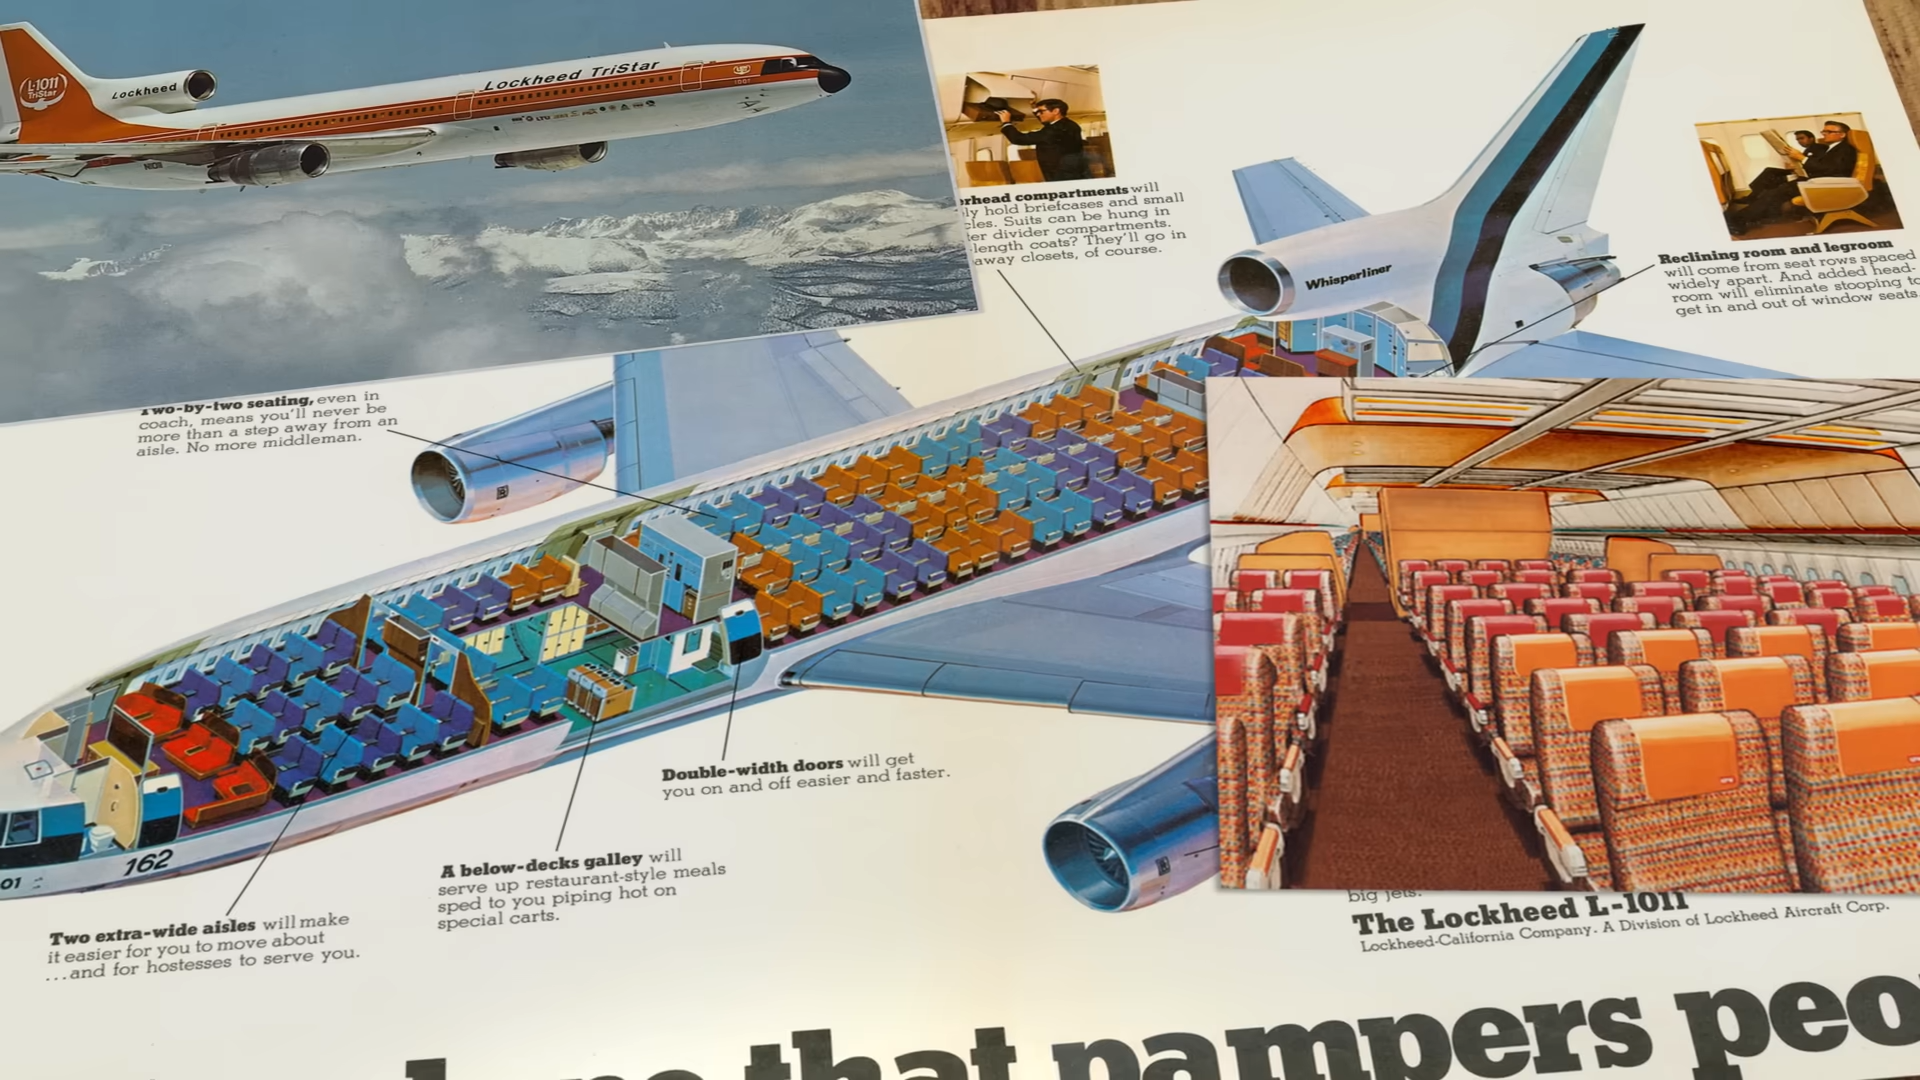 L-1011
TriStar
Lockheed
Lockheed TriStar
1001
LTU
N1011
overhead compartments will
ly hold briefcases and small
cles. Suits can be hung in
ter divider compartments.
-length coats? They'll go in
away closets, of course.
Whisperliner
Reclining room and legroom
will come from seat rows spaced
widely apart. And added head-
room will eliminate stooping to
get in and out of window seats
Two-by-two seating, even in
coach, means you'll never be
more than a step away from an
aisle. No more middleman.
Double-width doors will get
you on and off easier and faster.
162
01
A below-decks galley will
serve up restaurant-style meals
sped to you piping hot on
special carts.
Two extra-wide aisles will make
it easier for you to move about
...and for hostesses to serve you.
big jets.
The Lockheed L-1011
Lockheed-California Company. A Division of Lockheed Aircraft Corp.
that pampers peo